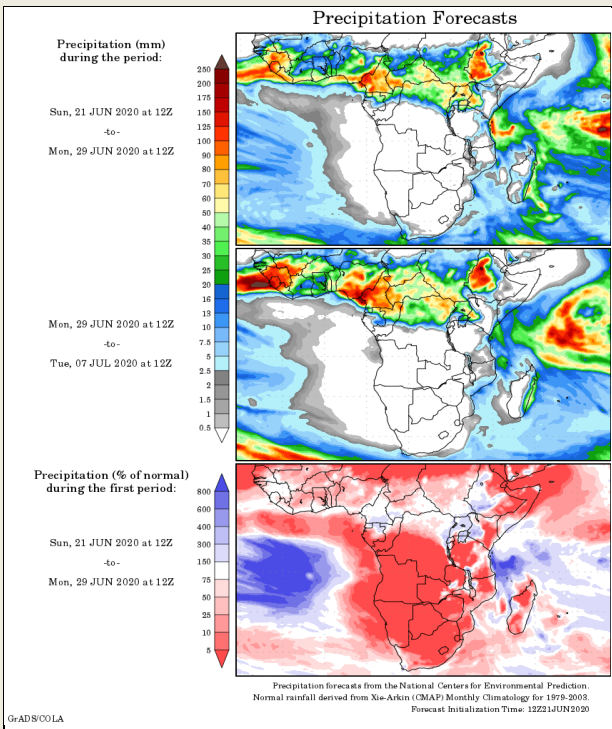 Precipitation Forecasts
Precipitation (mm)
during the period:
Sun, 21 JUN 2020 at 12Z
-to-
Mon, 29 JUN 2020 at 12Z
250
200
175
150
125
100
90
80
70
60
50
40
35
30
25
20
16
13
10
7.5
5
2.5
2
1.5
1
0.5
Mon, 29 JUN 2020 at 12Z
-to-
Tue, 07 JUL 2020 at 12Z
Precipitation (% of normal)
during the first period:
Sun, 21 JUN 2020 at 12Z
-to-
Mon, 29 JUN 2020 at 12Z
800
600
400
300
150
75
50
25
10
5
Precipitation forecasts from the National Centers for Environmental Prediction.
Normal rainfall derived from Xie-Arkin (CMAP) Monthly Climatology for 1979-2003.
Forecast Initialization Time: 12Z21JUN2020
GrADS/COLA